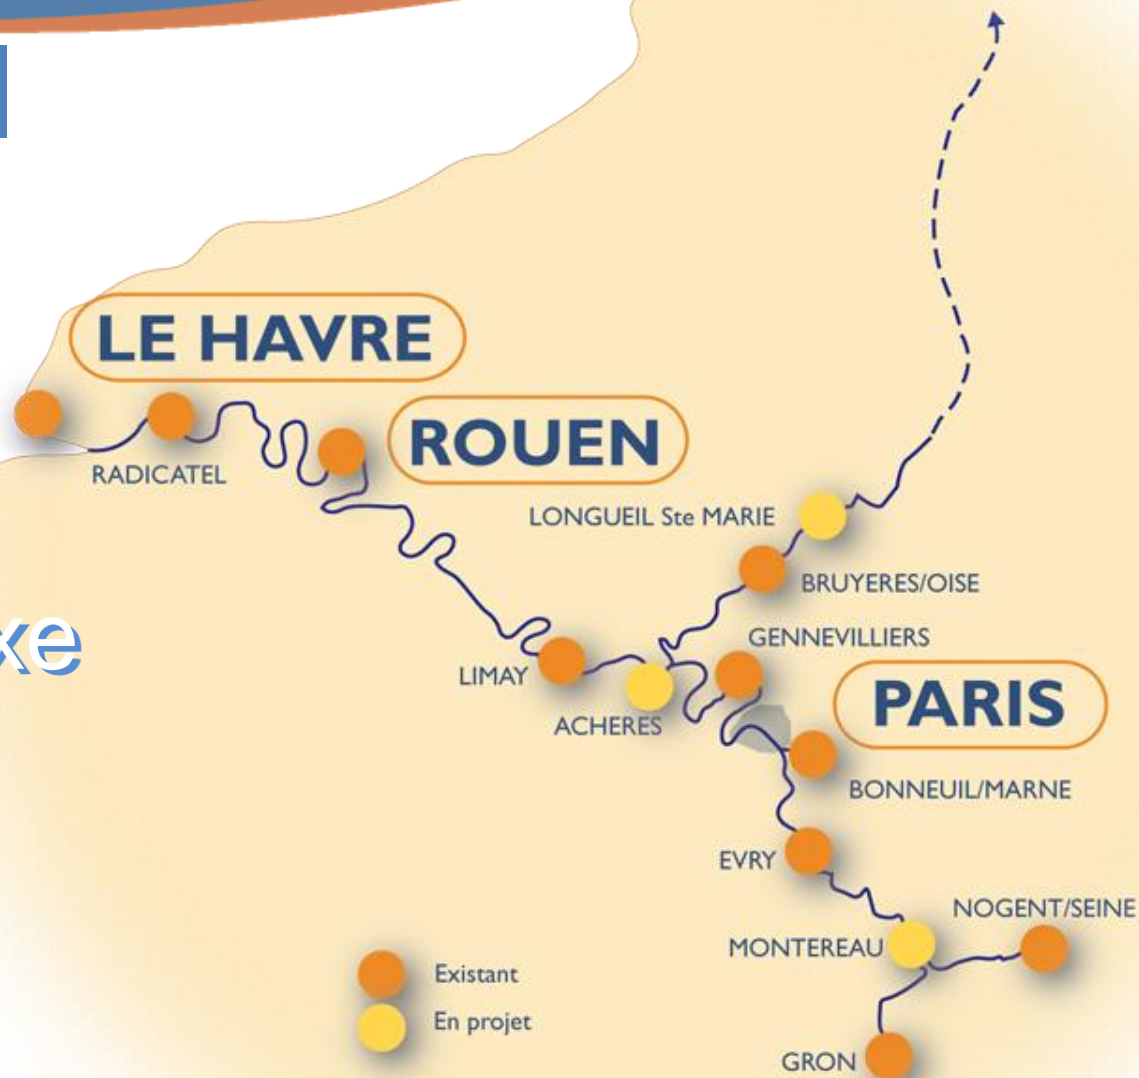 LE HAVRE
ROUEN
RADICATEL
LONGUEIL Ste MARIE
BRUYERES/OISE
GENNEVILLIERS
xe
LIMAY
PARIS
ACHERES
BONNEUIL/MARNE
EVRY
NOGENT/SEINE
MONTEREAU
Existant
En projet
GRON